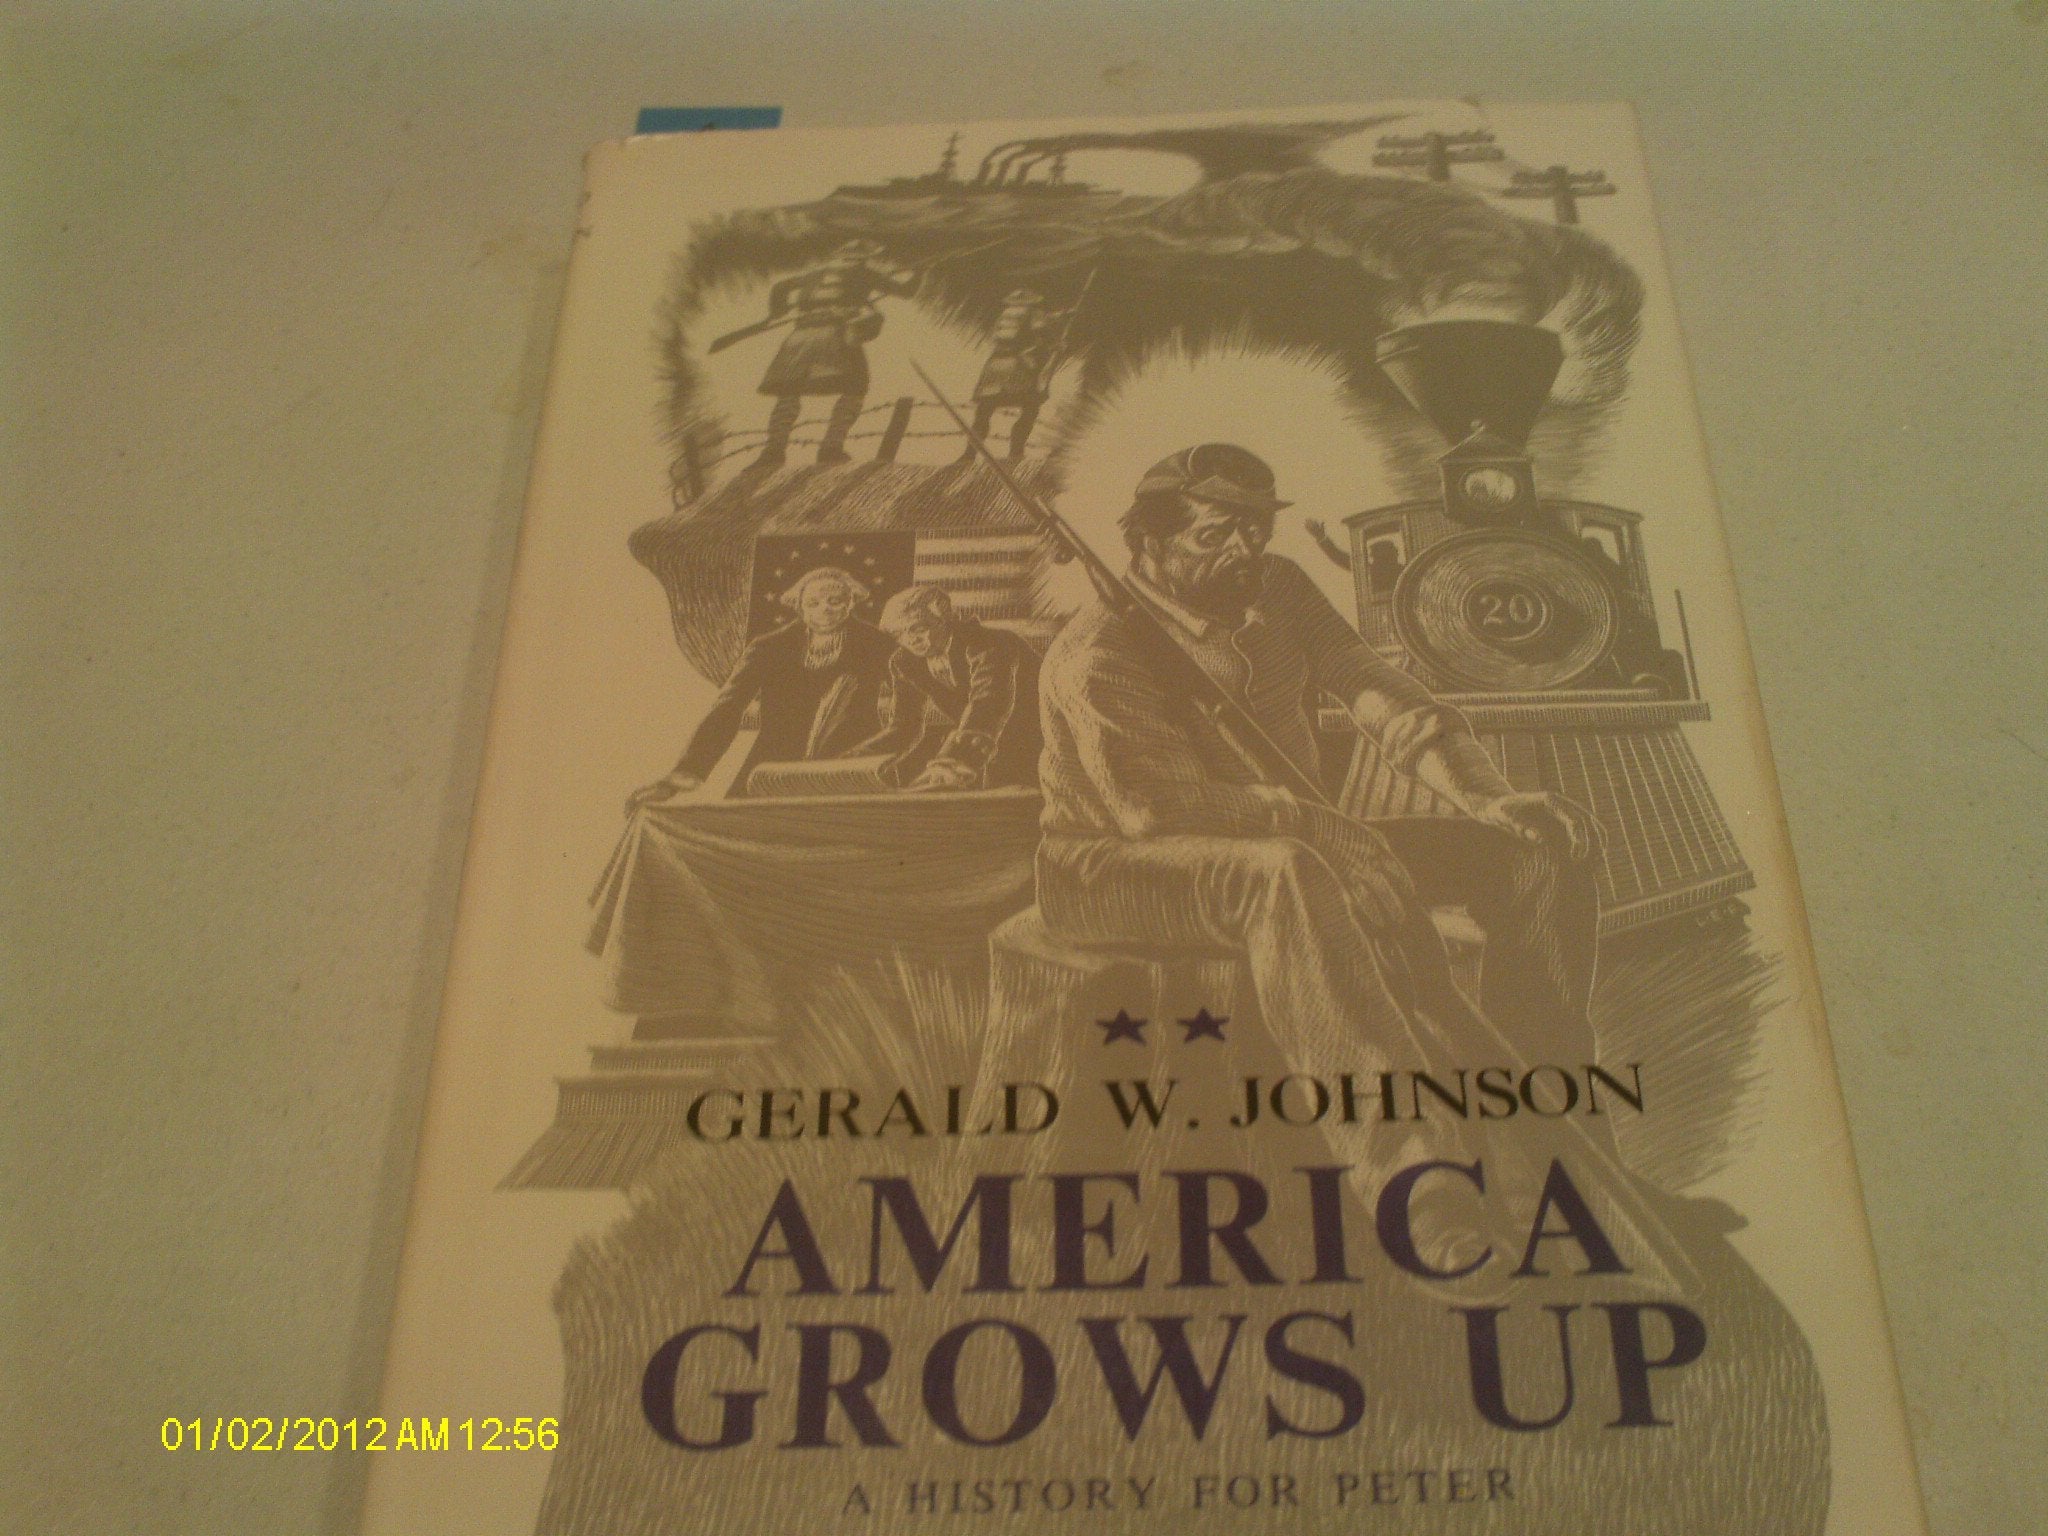 20
L.E.F.
GERALD W. JOHNSON
AMERICA
GROWS UP
A HISTORY FOR PETER
01/02/2012 AM 12:56